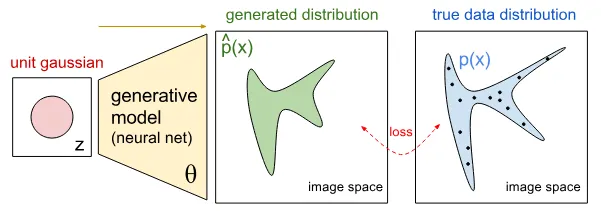 generated distribution
true data distribution
unit gaussian
z
generative
model
(neural net)
θ
p̂(x)
image space
loss
p(x)
image space